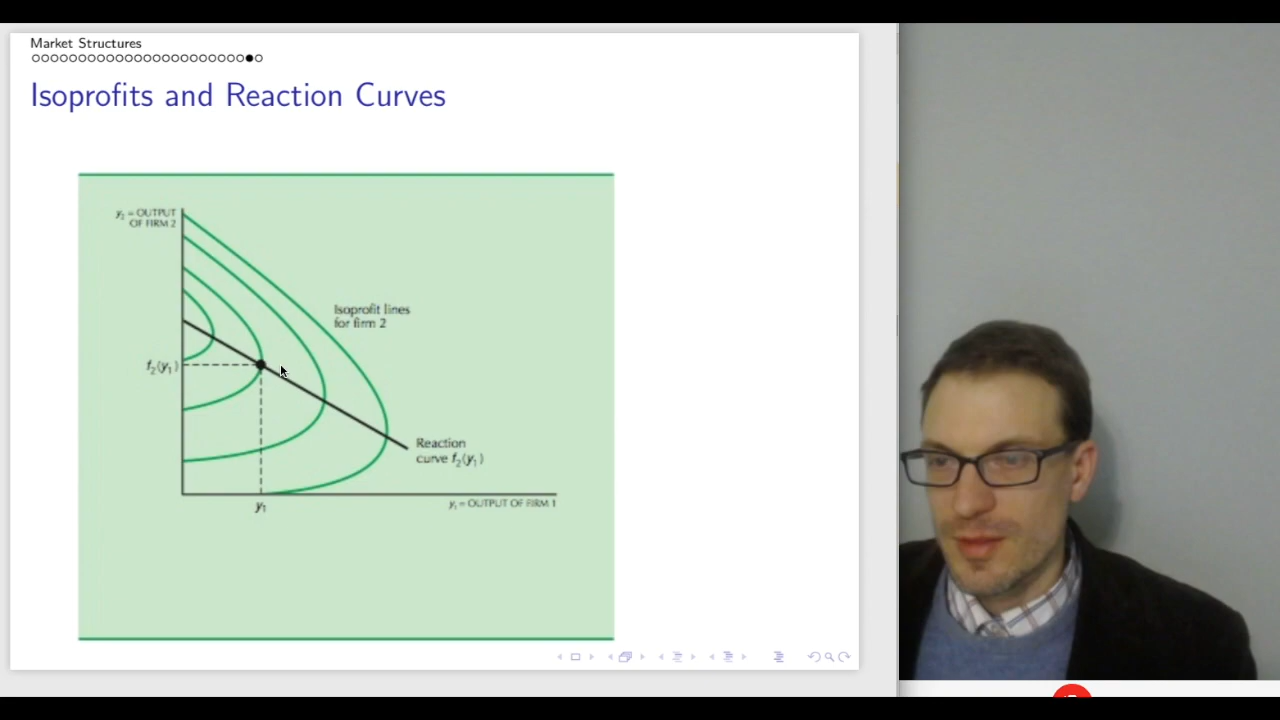 Market Structures
Isoprofits and Reaction Curves
y₂ = OUTPUT
OF FIRM 2
Isoprofit lines
for firm 2
f₂(y₁)
Reaction
curve f₂(y₁)
y₁
y₁ = OUTPUT OF FIRM 1